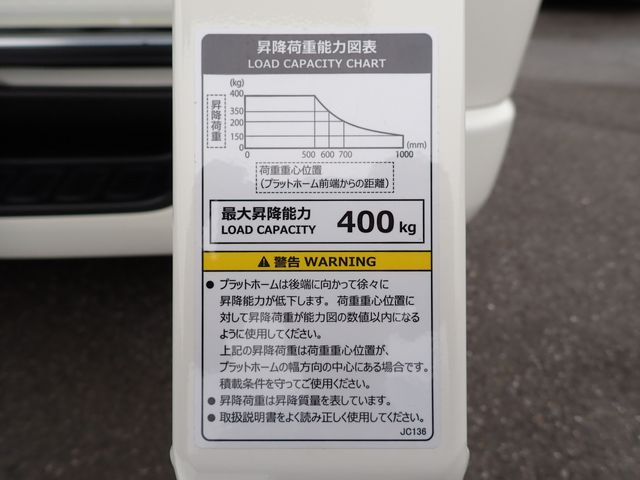 昇降荷重能力図表
LOAD CAPACITY CHART
(kg)
400
350
昇降荷重
200
150
(mm)
0 500 600 700 1000
荷重重心位置
(プラットホーム前端からの距離)
最大昇降能力
LOAD CAPACITY
400 kg
警告 WARNING
● プラットホームは後端に向かって徐々に
昇降能力が低下します。荷重重心位置に
対して昇降荷重が能力図の数値以内になる
ように使用してください。
上記の昇降荷重は荷重重心位置が、
プラットホームの幅方向の中心にある場合です。
積載条件を守ってご使用ください。
● 昇降荷重は昇降質量を表しています。
● 取扱説明書をよく読み正しく使用してください。
JC136